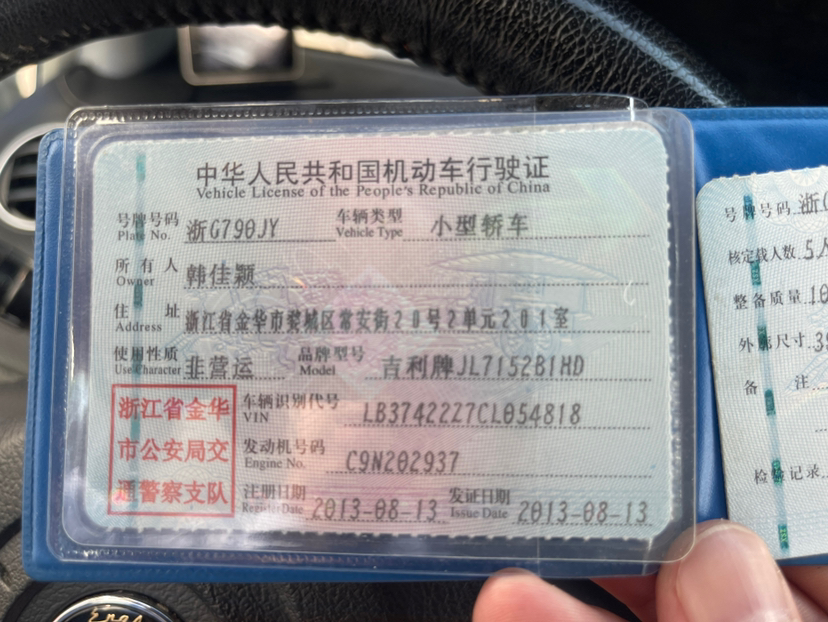 中华人民共和国机动车行驶证
Vehicle License of the People's Republic of China
号牌号码 浙G790JY 车辆类型 小型轿车
Plate No. Vehicle Type
所有人 韩佳颖
Owner
住址 浙江省金华市婺城区常安街20号2单元201室
Address
使用性质 非营运 品牌型号 吉利牌JL7152B1HD
Use Character Model
浙江省金华
市公安局交
通警察支队
车辆识别代号 LB37422Z7CL054818
VIN
发动机号码 C9N202937
Engine No.
注册日期 2013-08-13 发证日期 2013-08-13
Register Date Issue Date
号牌号码 浙
核定载人数 5人
整备质量 10
外廓尺寸 3
备注
检验记录